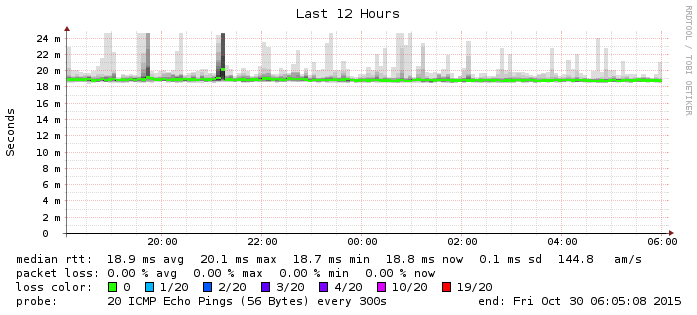 Last 12 Hours
RRDTOOL / TOBI OETIKER
Seconds
24 m
22 m
20 m
18 m
16 m
14 m
12 m
10 m
8 m
6 m
4 m
2 m
0
20:00 22:00 00:00 02:00 04:00 06:00
median rtt: 18.9 ms avg 20.1 ms max 18.7 ms min 18.8 ms now 0.1 ms sd 144.8 am/s
packet loss: 0.00 % avg 0.00 % max 0.00 % min 0.00 % now
loss color: 0 1/20 2/20 3/20 4/20 10/20 19/20
probe: 20 ICMP Echo Pings (56 Bytes) every 300s end: Fri Oct 30 06:05:08 2015